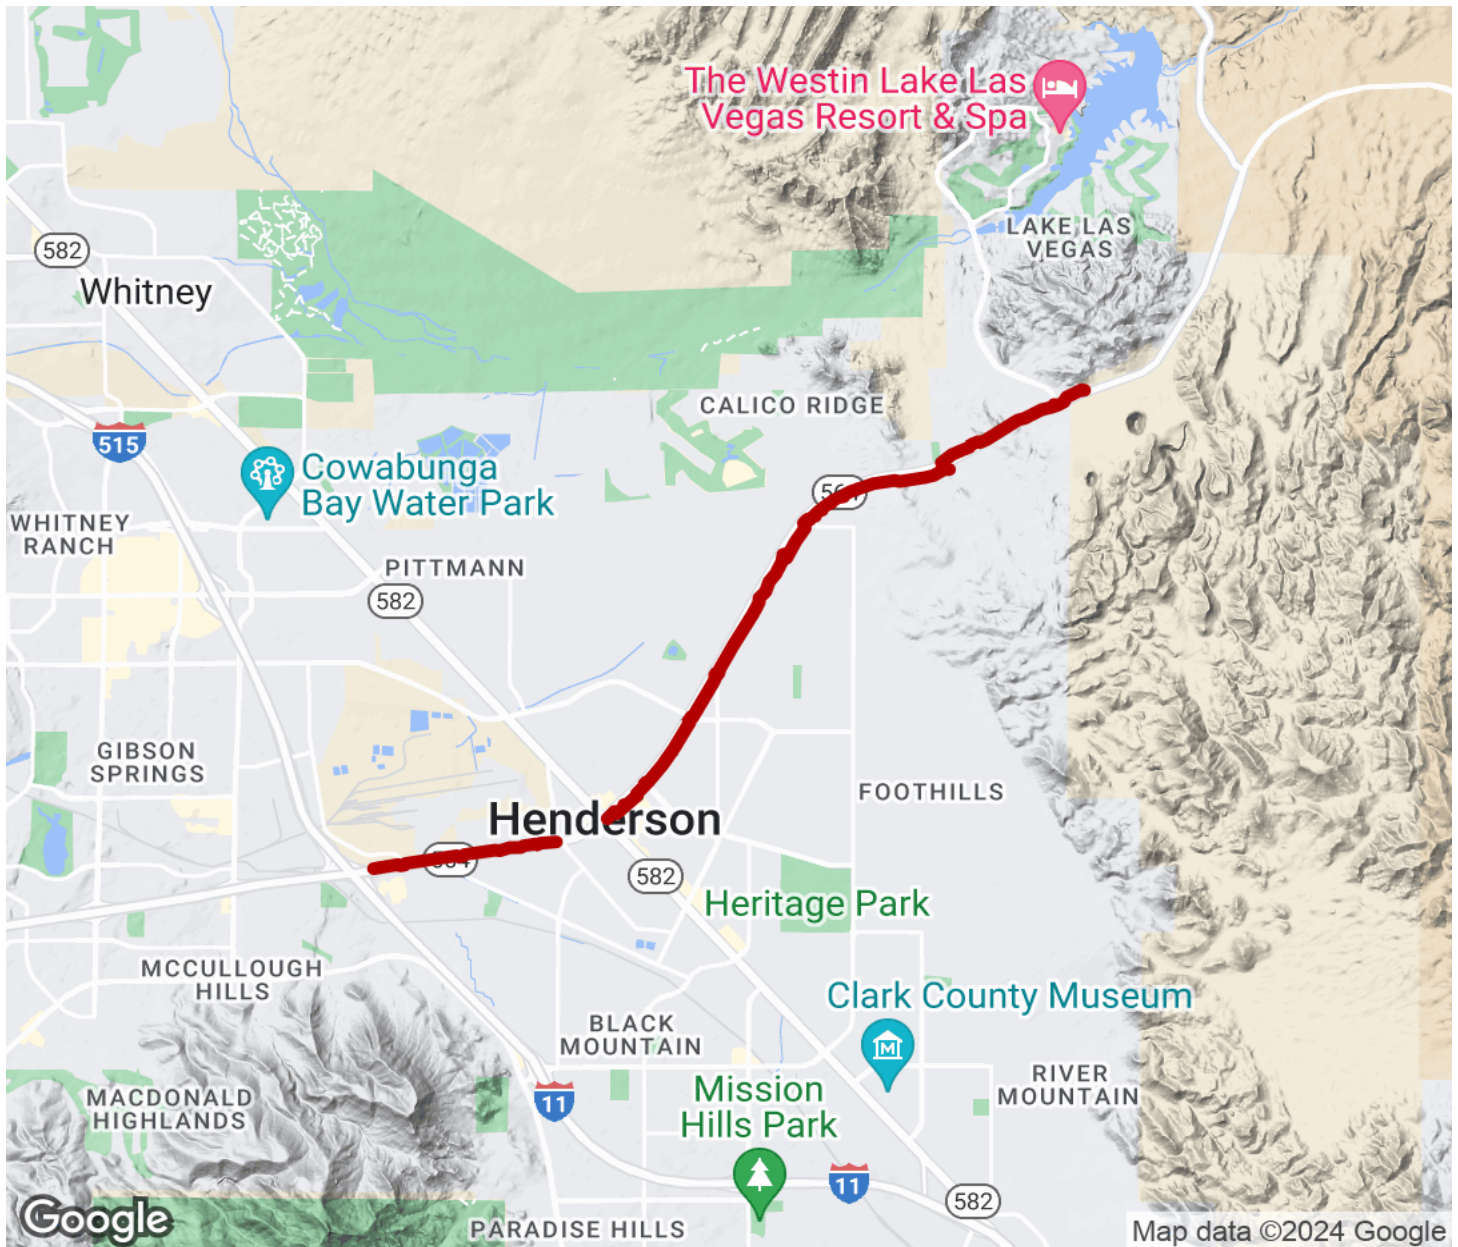 The Westin Lake Las
Vegas Resort & Spa
LAKE LAS
VEGAS
582
Whitney
CALICO RIDGE
515
Cowabunga
Bay Water Park
WHITNEY
RANCH
PITTMANN
582
GIBSON
SPRINGS
FOOTHILLS
Henderson
582
Heritage Park
MCCULLOUGH
HILLS
Clark County Museum
M
BLACK
MOUNTAIN
RIVER
MOUNTAIN
MACDONALD
HIGHLANDS
11
Mission
Hills Park
11
582
PARADISE HILLS
Google
Map data ©2024 Google